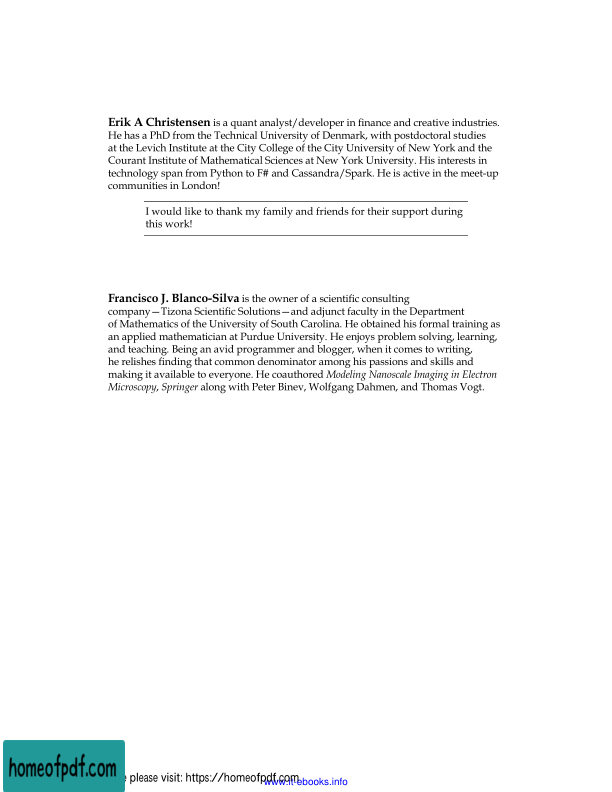 Erik A Christensen is a quant analyst/developer in finance and creative industries.
He has a PhD from the Technical University of Denmark, with postdoctoral studies
at the Levich Institute at the City College of the City University of New York and the
Courant Institute of Mathematical Sciences at New York University. His interests in
technology span from Python to F# and Cassandra/Spark. He is active in the meet-up
communities in London!
I would like to thank my family and friends for their support during
this work!
Francisco J. Blanco-Silva is the owner of a scientific consulting
company—Tizona Scientific Solutions—and adjunct faculty in the Department
of Mathematics of the University of South Carolina. He obtained his formal training as
an applied mathematician at Purdue University. He enjoys problem solving, learning,
and teaching. Being an avid programmer and blogger, when it comes to writing,
he relishes finding that common denominator among his passions and skills and
making it available to everyone. He coauthored Modeling Nanoscale Imaging in Electron
Microscopy, Springer along with Peter Binev, Wolfgang Dahmen, and Thomas Vogt.
homeofpdf.com
please visit: https://homeofpdf.com
www.it-ebooks.info